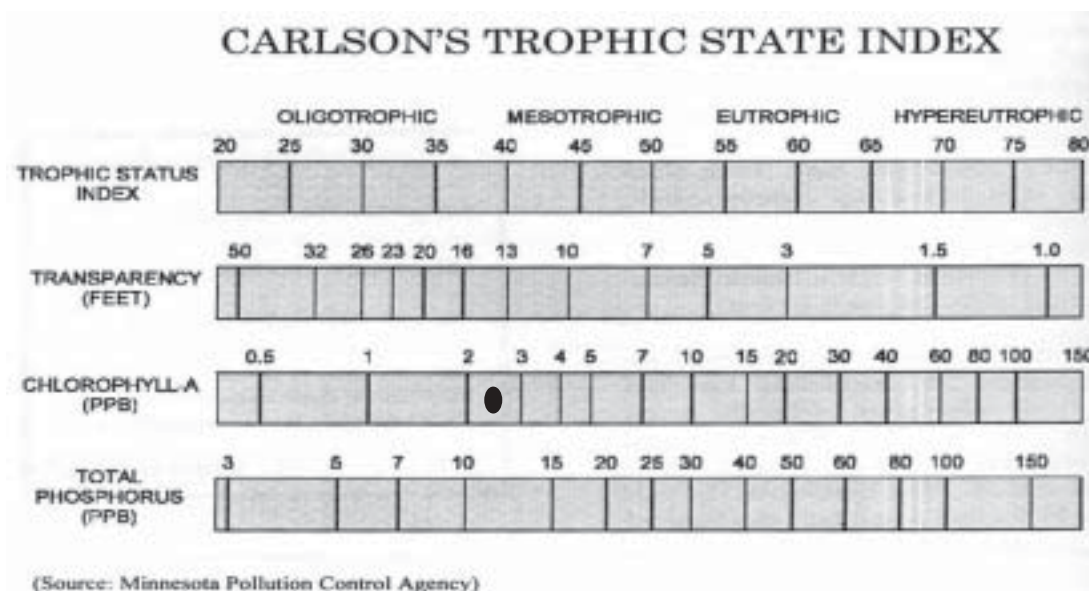 CARLSON'S TROPHIC STATE INDEX
OLIGOTROPHIC MESOTROPHIC EUTROPHIC HYPEREUTROPHIC
20 25 30 35 40 45 50 55 60 65 70 75 80
TROPHIC STATUS
INDEX
50 32 26 23 20 16 13 10 7 5 3 1.5 1.0
TRANSPARENCY
(FEET)
0.5 1 2 3 4 5 7 10 15 20 30 40 60 80 100 150
CHLOROPHYLL-A
(PPB)
3 5 7 10 15 20 25 30 40 50 60 80 100 150
TOTAL
PHOSPHORUS
(PPB)
(Source: Minnesota Pollution Control Agency)